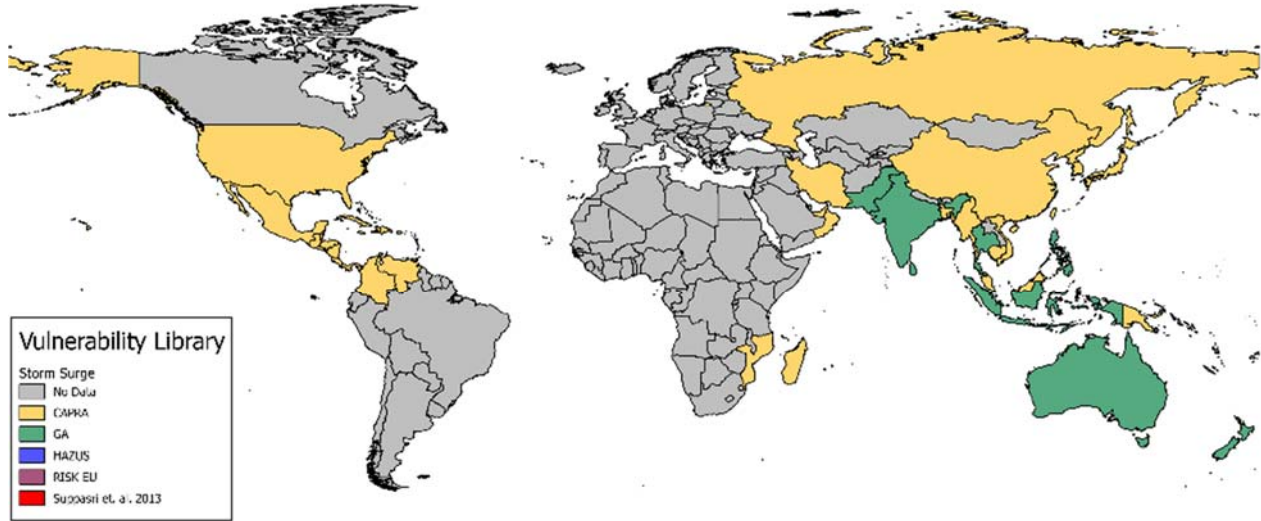 Vulnerability Library
Storm Surge
No Data
CAPRA
GA
HAZUS
RISK EU
Suppasri et. al. 2013